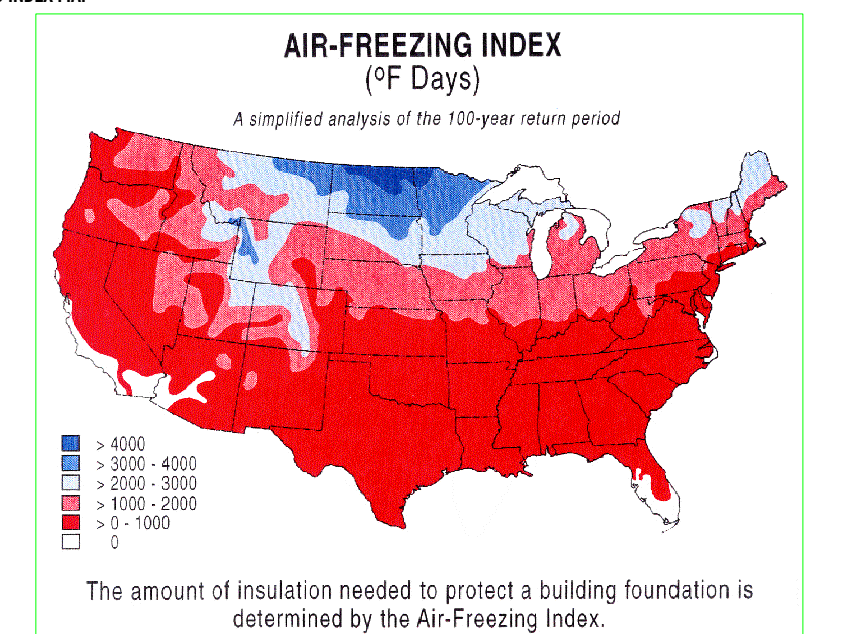 AIR-FREEZING INDEX
(ºF Days)
A simplified analysis of the 100-year return period
> 4000
> 3000 - 4000
> 2000 - 3000
> 1000 - 2000
> 0 - 1000
0
The amount of insulation needed to protect a building foundation is
determined by the Air-Freezing Index.